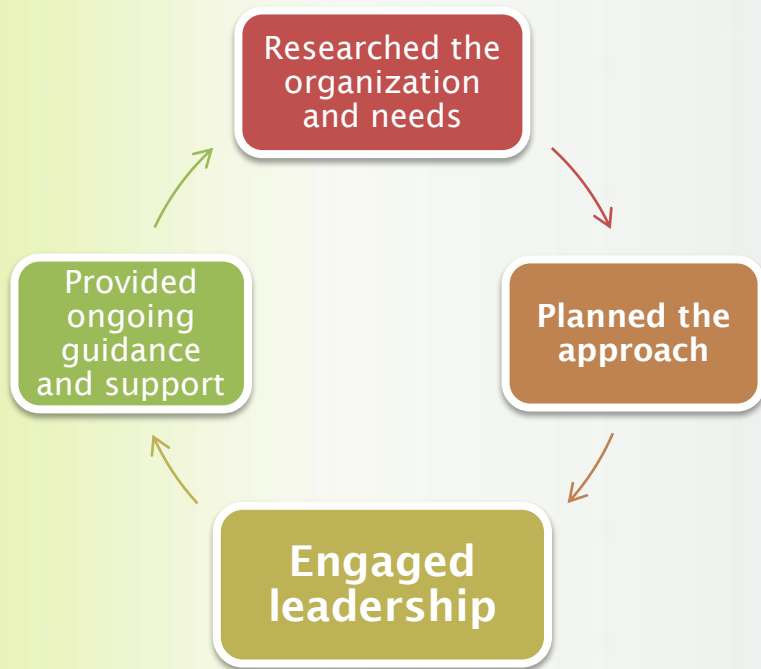 Researched the
organization
and needs
Planned the
approach
Engaged
leadership
Provided
ongoing
guidance
and support